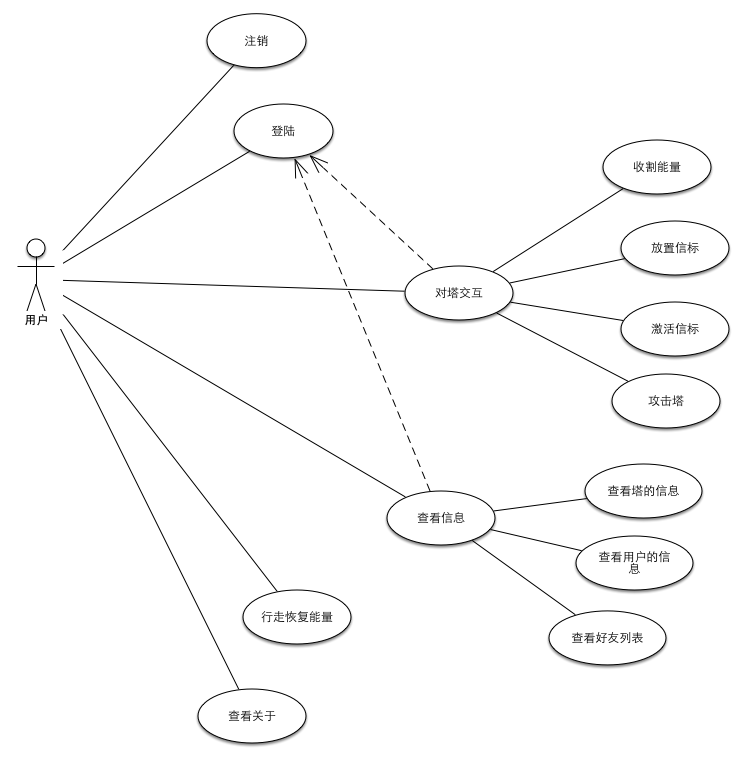 注销
登陆
收割能量
放置信标
对塔交互
用户
激活信标
攻击塔
查看塔的信息
查看信息
查看用户的信
息
行走恢复能量
查看好友列表
查看关于